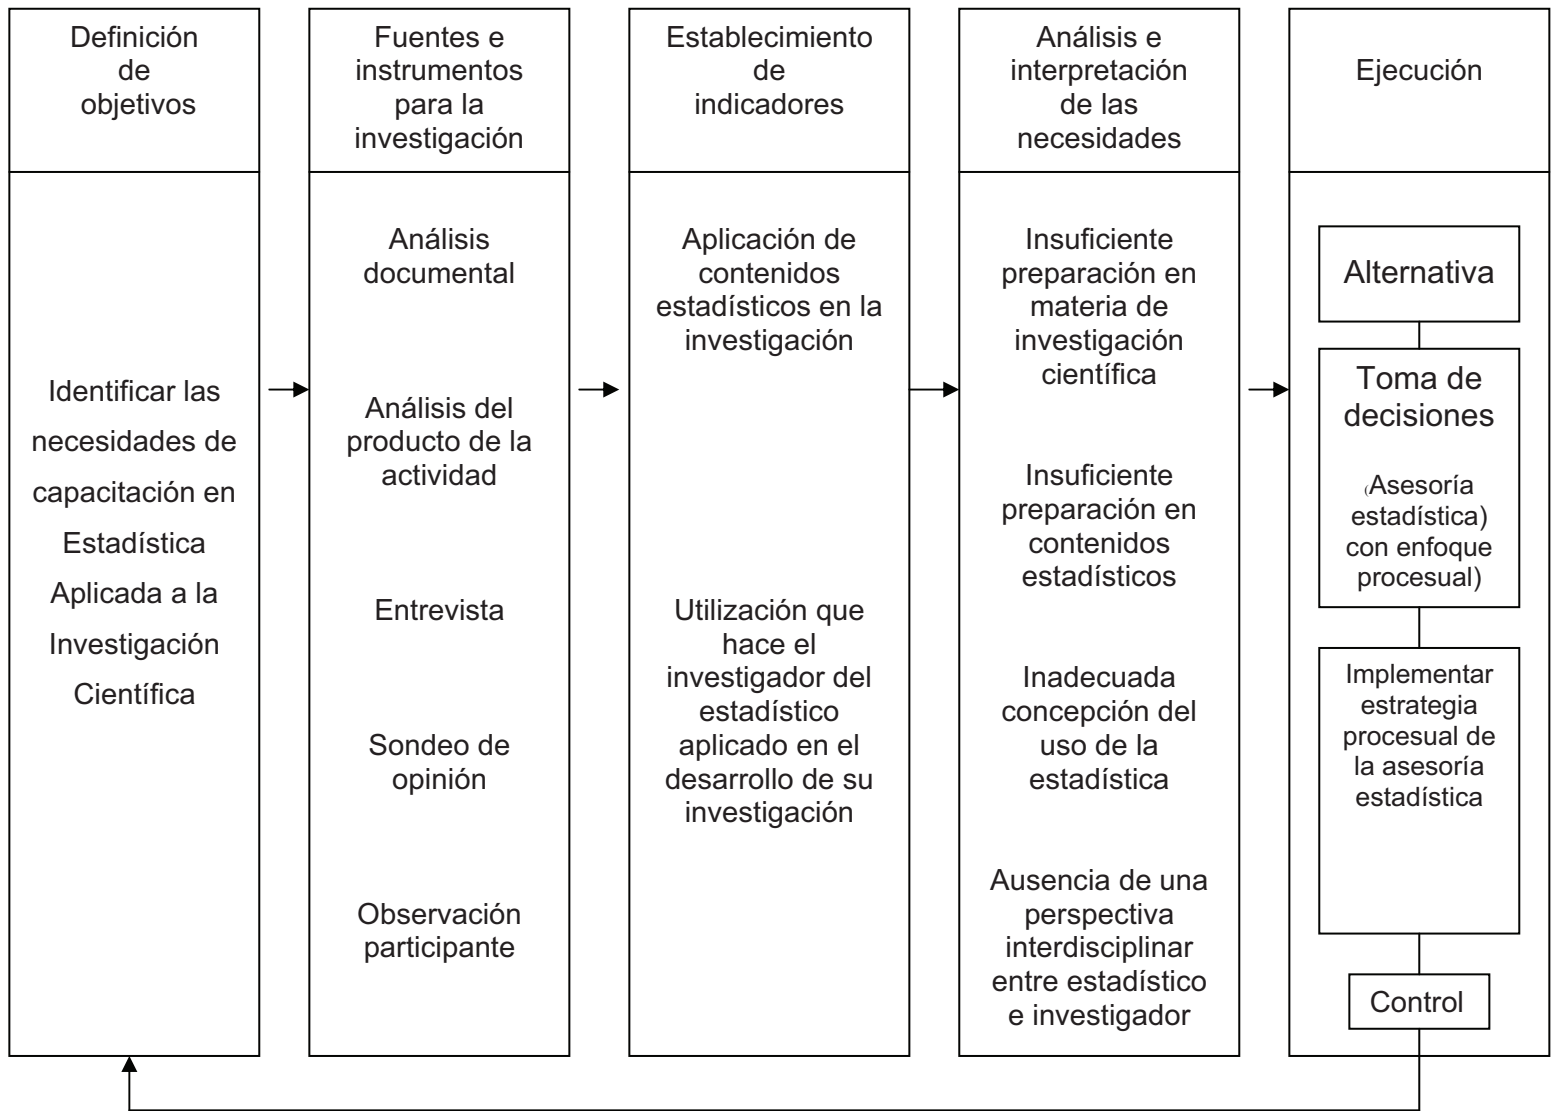 Definición
de
objetivos
Identificar las
necesidades de
capacitación en
Estadística
Aplicada a la
Investigación
Científica
Fuentes e
instrumentos
para la
investigación
Análisis
documental
Análisis del
producto de la
actividad
Entrevista
Sondeo de
opinión
Observación
participante
Establecimiento
de
indicadores
Aplicación de
contenidos
estadísticos en la
investigación
Utilización que
hace el
investigador del
estadístico
aplicado en el
desarrollo de su
investigación
Análisis e
interpretación
de las
necesidades
Insuficiente
preparación en
materia de
investigación
científica
Insuficiente
preparación en
contenidos
estadísticos
Inadecuada
concepción del
uso de la
estadística
Ausencia de una
perspectiva
interdisciplinar
entre estadístico
e investigador
Ejecución
Alternativa
Toma de
decisiones
(Asesoría
estadística)
con enfoque
procesual)
Implementar
estrategia
procesual de
la asesoría
estadística
Control